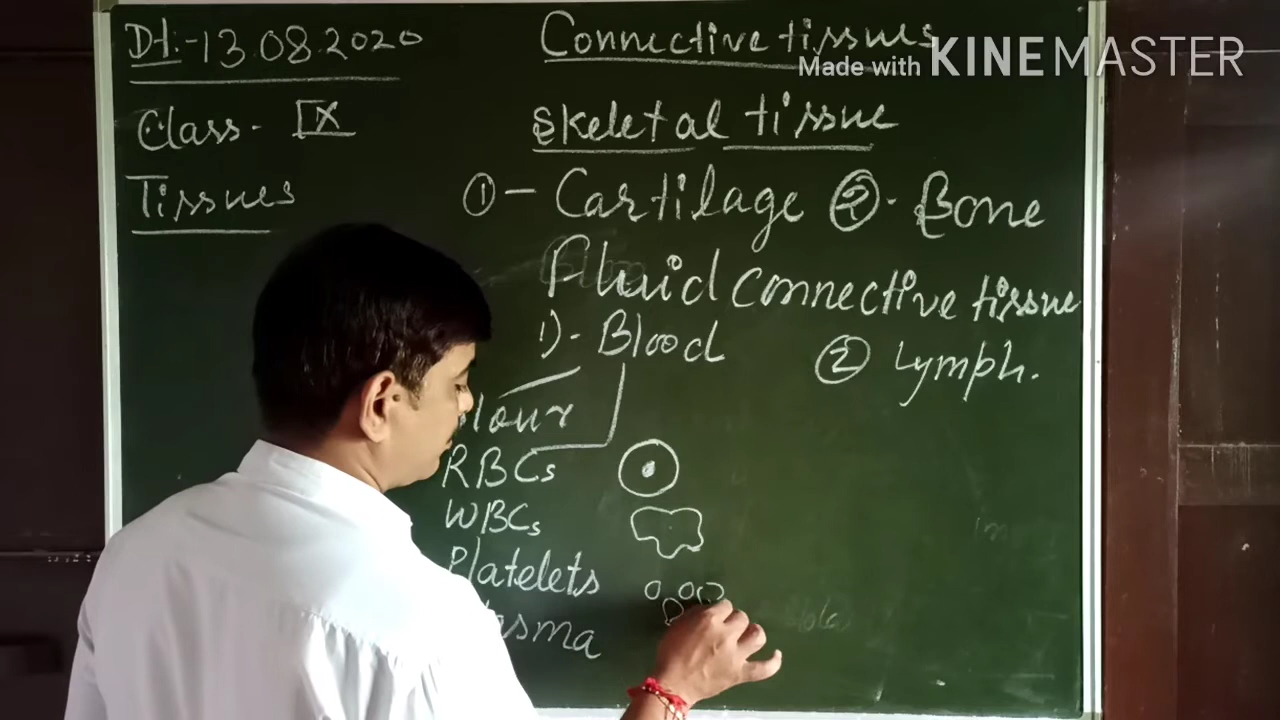 Dt:-13.08.2020
Connective tissues
Made with KINEMASTER
Class- IX
Skeletal tissue
Tissues
① - Cartilage ②. Bone
Fluid connective tissue
1)- Blood ② Lymph.
RBCs
WBCs
Platelets